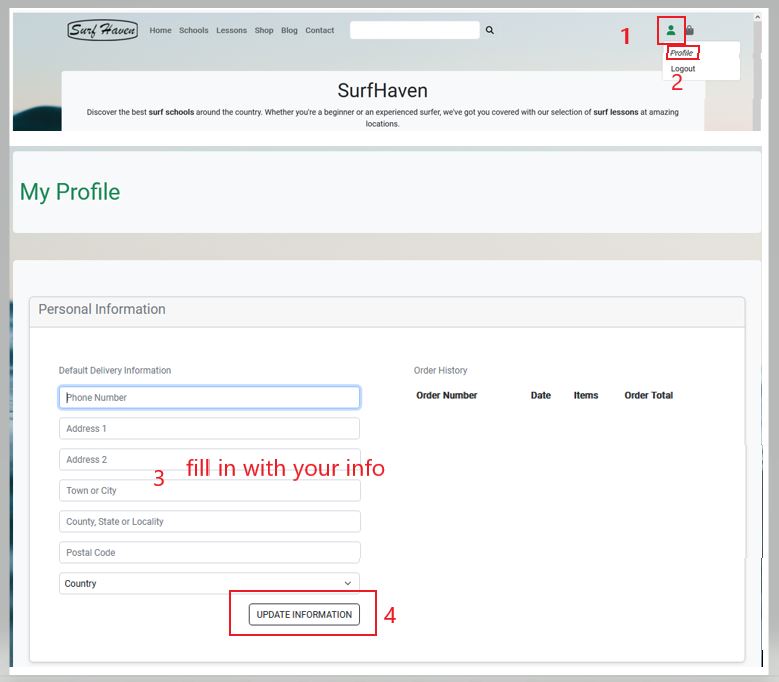 Surf Haven Home Schools Lessons Shop Blog Contact
1
Profile
Logout
2
SurfHaven
Discover the best surf schools around the country. Whether you're a beginner or an experienced surfer, we've got you covered with our selection of surf lessons at amazing
locations.
My Profile
Personal Information
Default Delivery Information
Phone Number
Address 1
Address 2
3 fill in with your info
Town or City
County, State or Locality
Postal Code
Country
UPDATE INFORMATION
4
Order History
Order Number Date Items Order Total